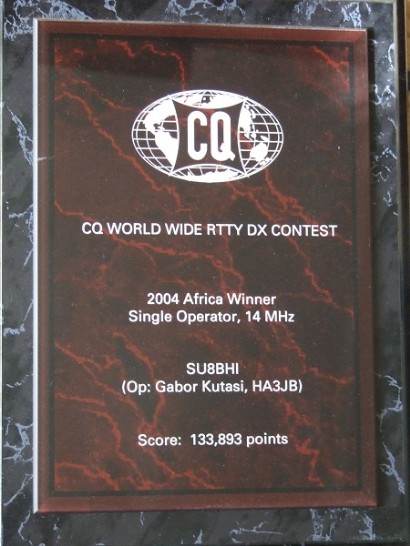 CQ
CQ WORLD WIDE RTTY DX CONTEST
2004 Africa Winner
Single Operator, 14 MHz
SU8BHI
(Op: Gabor Kutasi, HA3JB)
Score: 133,893 points